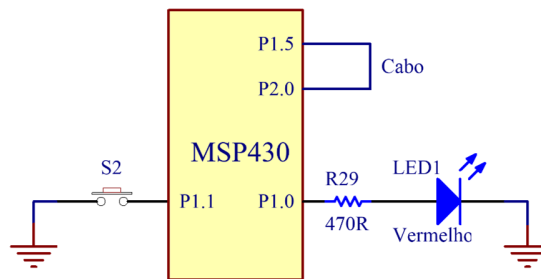 P1.5
Cabo
P2.0
MSP430
S2
R29
LED1
P1.1
P1.0
470R
Vermelho